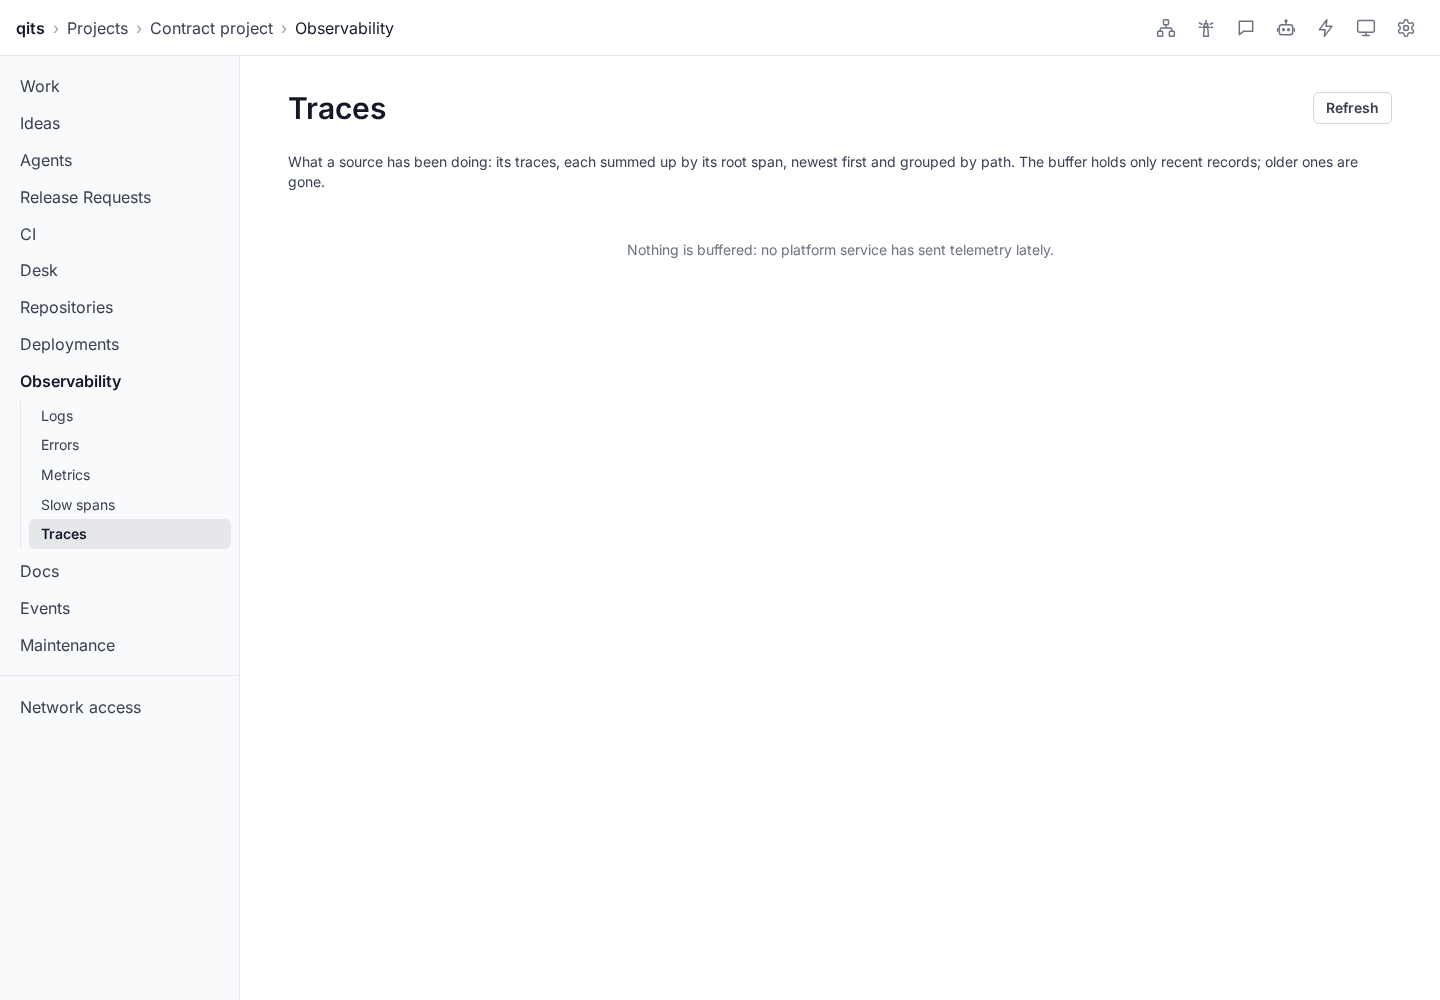 qits › Projects › Contract project › Observability
Work
Ideas
Agents
Release Requests
CI
Desk
Repositories
Deployments
Observability
Logs
Errors
Metrics
Slow spans
Traces
Docs
Events
Maintenance
Network access
Traces
Refresh
What a source has been doing: its traces, each summed up by its root span, newest first and grouped by path. The buffer holds only recent records; older ones are
gone.
Nothing is buffered: no platform service has sent telemetry lately.